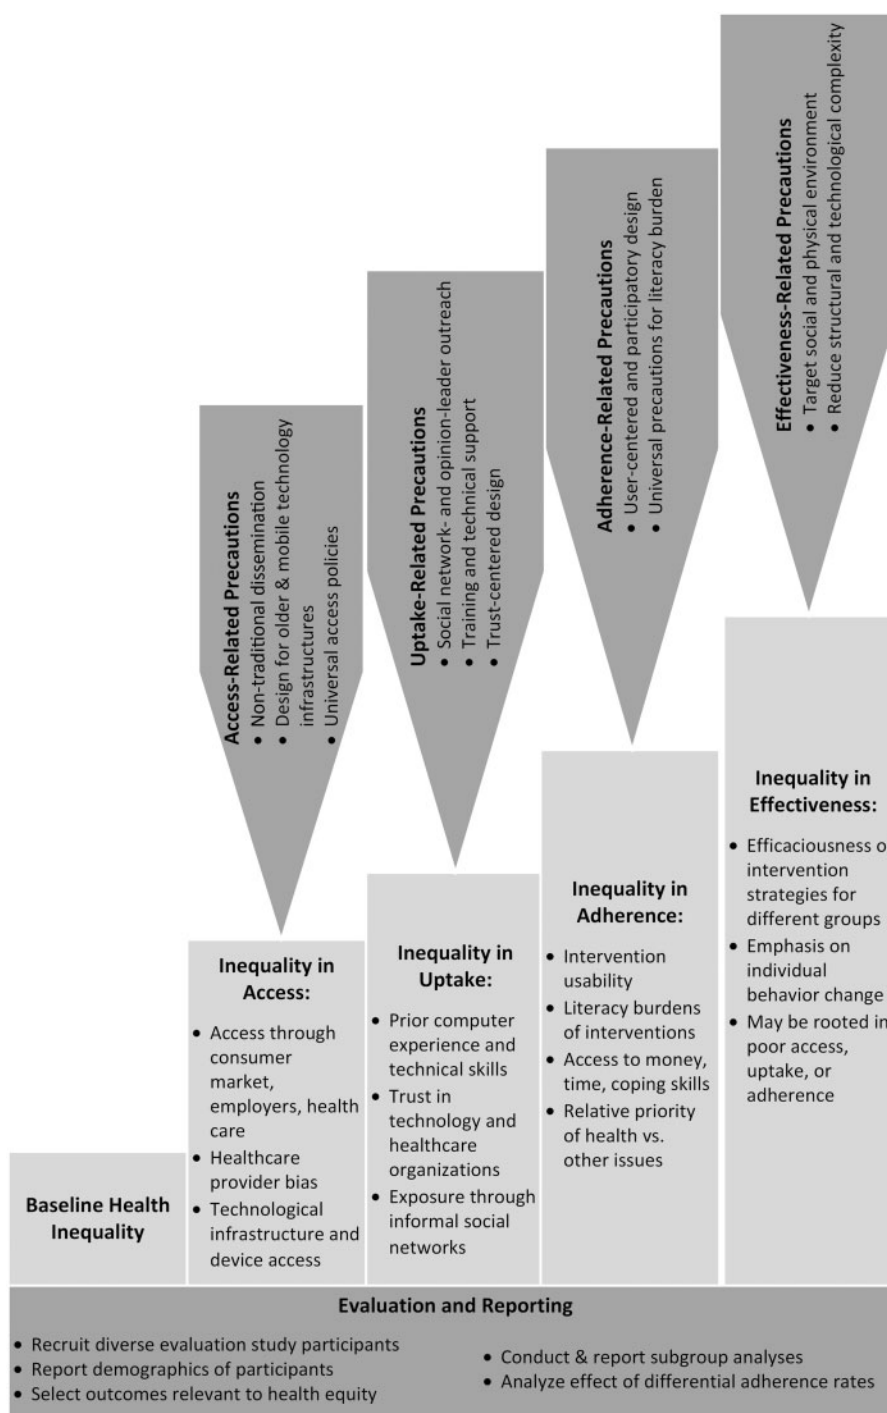 Access-Related Precautions
• Non-traditional dissemination
• Design for older & mobile technology
infrastructures
• Universal access policies
Uptake-Related Precautions
• Social network- and opinion-leader outreach
• Training and technical support
• Trust-centered design
Adherence-Related Precautions
• User-centered and participatory design
• Universal precautions for literacy burden
Effectiveness-Related Precautions
• Target social and physical environment
• Reduce structural and technological complexity
Baseline Health
Inequality
Inequality in
Access:
• Access through
consumer
market,
employers, health
care
• Healthcare
provider bias
• Technological
infrastructure and
device access
Inequality in
Uptake:
• Prior computer
experience and
technical skills
• Trust in
technology and
healthcare
organizations
• Exposure through
informal social
networks
Inequality in
Adherence:
• Intervention
usability
• Literacy burdens
of interventions
• Access to money,
time, coping skills
• Relative priority
of health vs.
other issues
Inequality in
Effectiveness:
• Efficaciousness o
intervention
strategies for
different groups
• Emphasis on
individual
behavior change
• May be rooted in
poor access,
uptake, or
adherence
Evaluation and Reporting
• Recruit diverse evaluation study participants
• Report demographics of participants
• Select outcomes relevant to health equity
• Conduct & report subgroup analyses
• Analyze effect of differential adherence rates